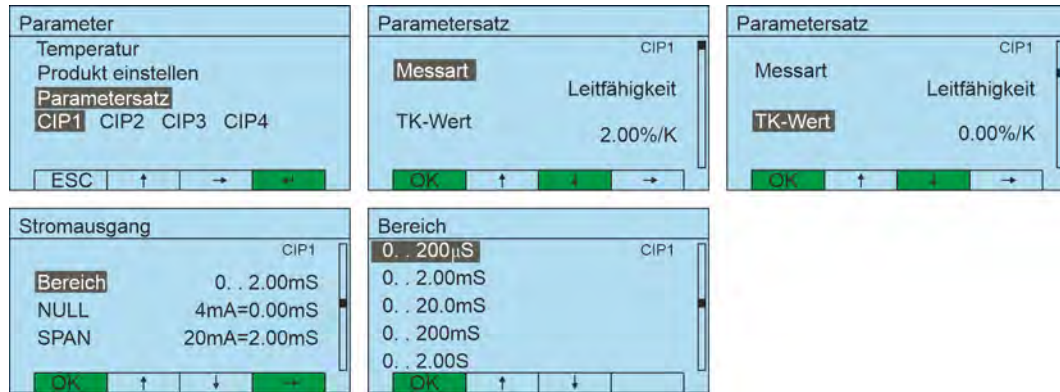 Parameter
Temperatur
Produkt einstellen
Parametersatz
CIP1 CIP2 CIP3 CIP4
ESC ↑ → ↵
Parametersatz
CIP1
Messart
Leitfähigkeit
TK-Wert
2.00%/K
OK ↑ ↓ →
Parametersatz
CIP1
Messart
Leitfähigkeit
TK-Wert
0.00%/K
OK ↑ ↓ →
Stromausgang
CIP1
Bereich 0. . 2.00mS
NULL 4mA=0.00mS
SPAN 20mA=2.00mS
OK ↑ ↓ →
Bereich
0. . 200µS CIP1
0. . 2.00mS
0. . 20.0mS
0. . 200mS
0. . 2.00S
OK ↑ ↓